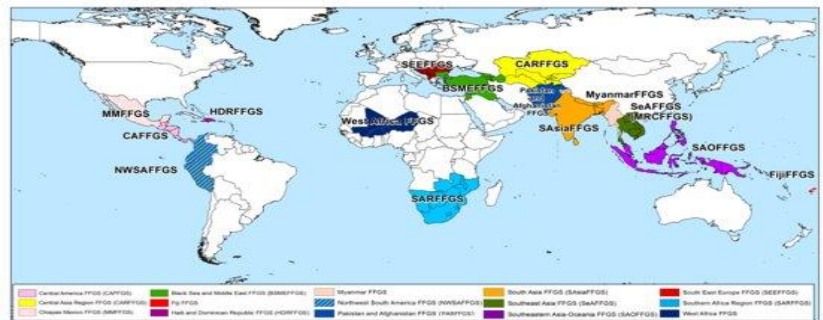 SEEFFGS
CARFFGS
BSMEFFGS
Pakistan
and
Afghanistan
FFGS
MyanmarFFGS
SeAFFGS
(MRCFFGS)
MMFFGS
HDRFFGS
West Africa FFGS
SAsiaFFGS
CAFFGS
SAOFFGS
NWSAFFGS
FijiFFGS
SARFFGS
Central America FFGS (CAFFGS)
Black Sea and Middle East FFGS (BSMEFFGS)
Myanmar FFGS
South Asia FFGS (SAsiaFFGS)
South East Europe FFGS (SEEFFGS)
Central Asia Region FFGS (CARFFGS)
Fiji FFGS
Northwest South America FFGS (NWSAFFGS)
Southeast Asia FFGS (SeAFFGS)
Southern Africa Region FFGS (SARFFGS)
Chiapas Mexico FFGS (MMFFGS)
Haiti and Dominican Republic FFGS (HDRFFGS)
Pakistan and Afghanistan FFGS (PAKFFGS)
Southeastern Asia-Oceania FFGS (SAOFFGS)
West Africa FFGS